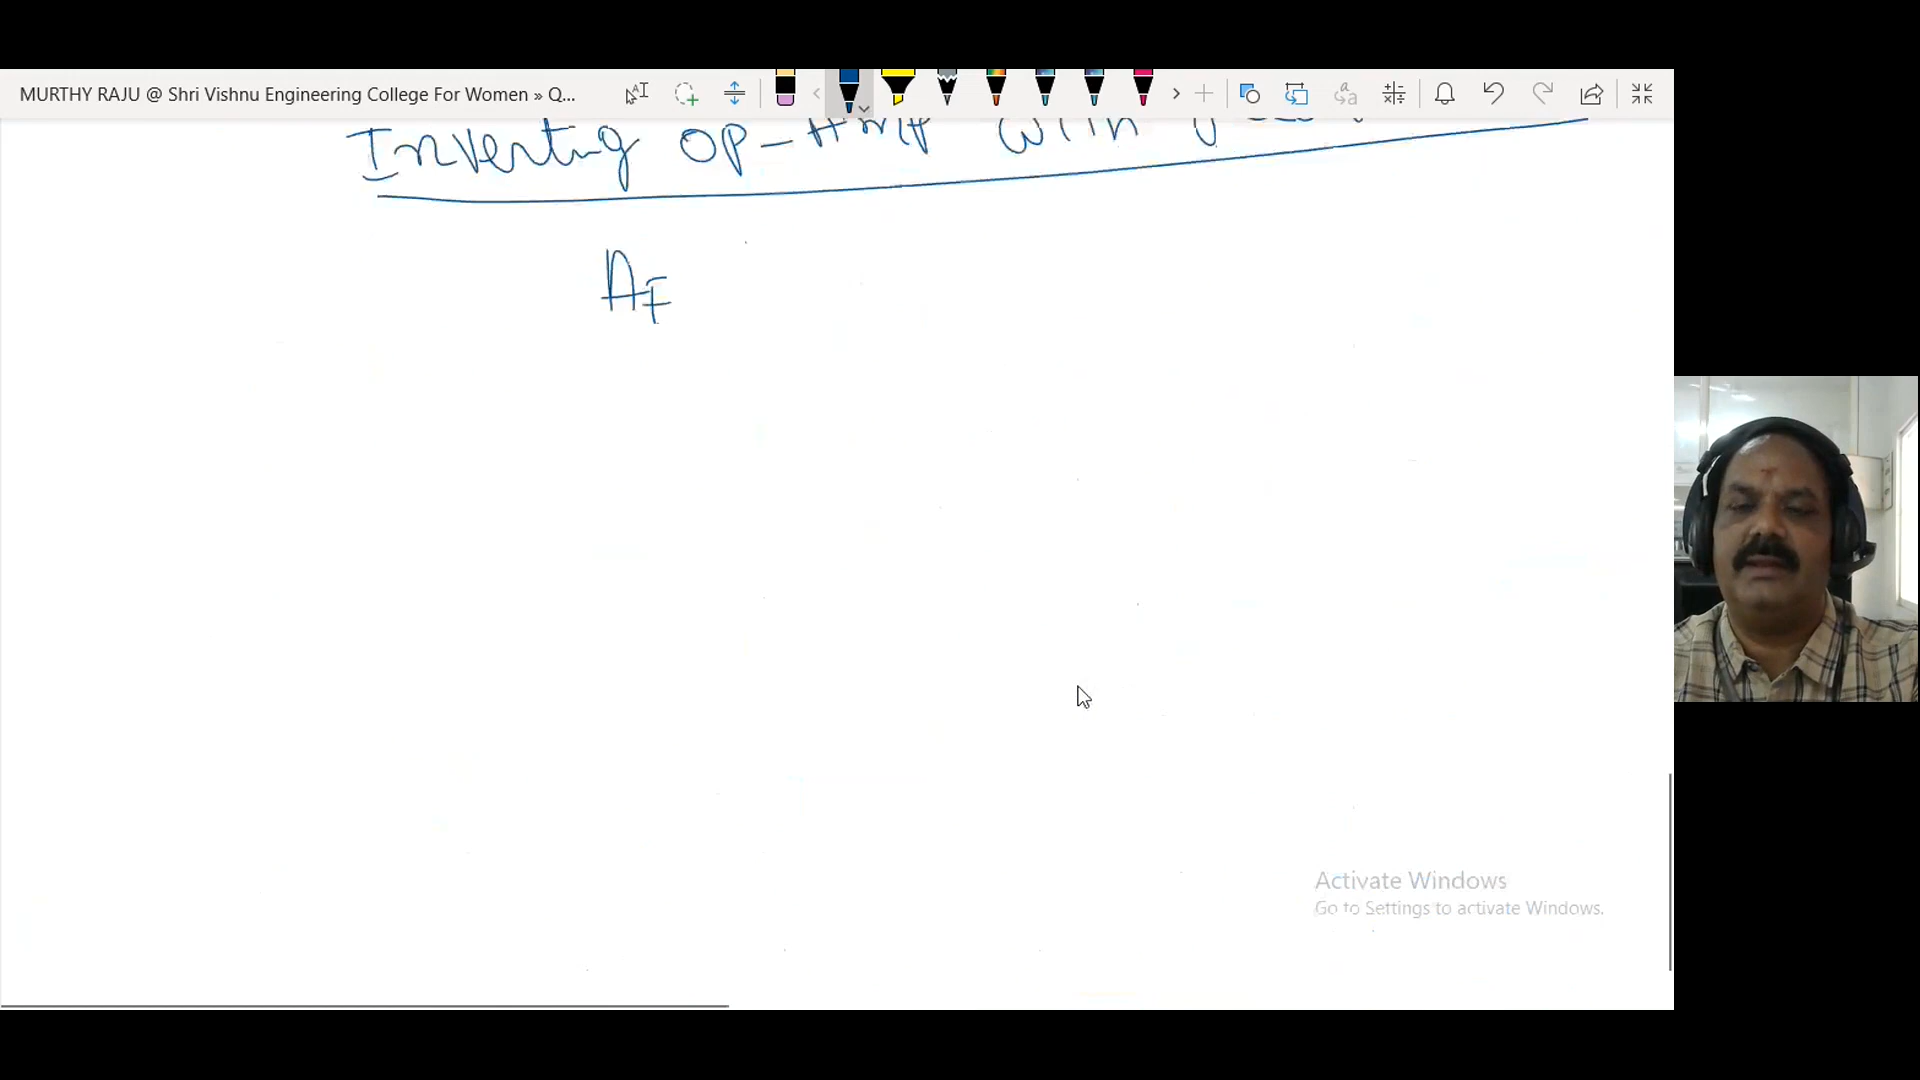 MURTHY RAJU @ Shri Vishnu Engineering College For Women » Q...
Inverting OP-Amp with
AF
Activate Windows
Go to Settings to activate Windows.